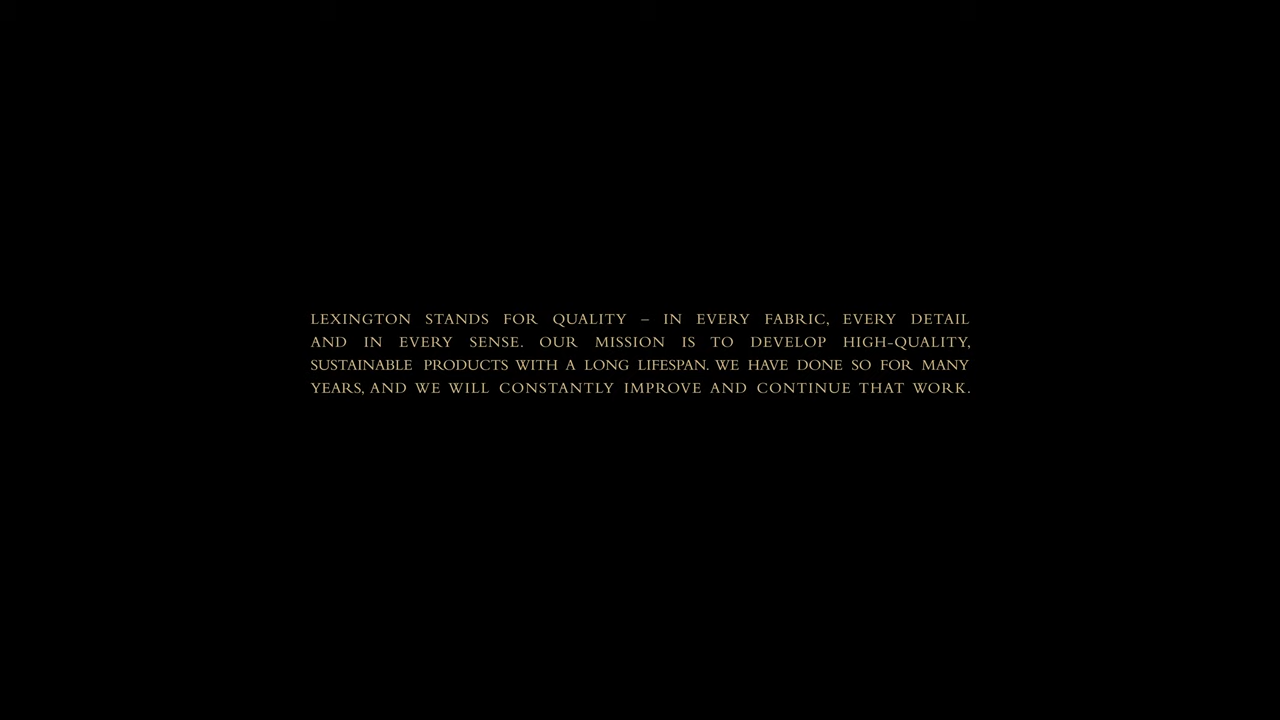 LEXINGTON STANDS FOR QUALITY – IN EVERY FABRIC, EVERY DETAIL
AND IN EVERY SENSE. OUR MISSION IS TO DEVELOP HIGH-QUALITY,
SUSTAINABLE PRODUCTS WITH A LONG LIFESPAN. WE HAVE DONE SO FOR MANY
YEARS, AND WE WILL CONSTANTLY IMPROVE AND CONTINUE THAT WORK.